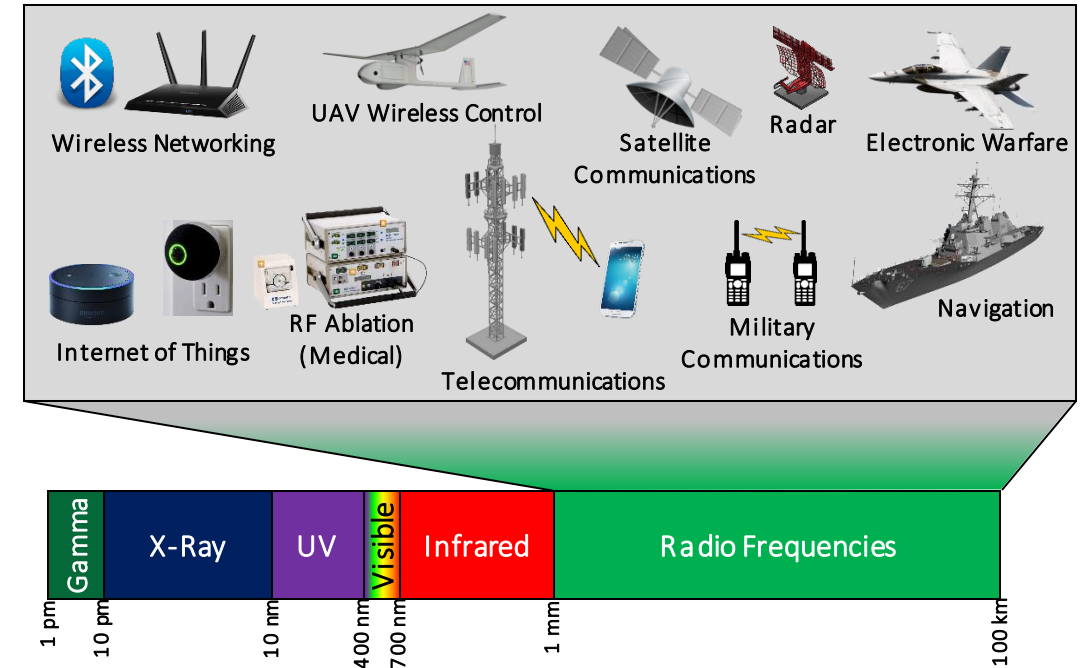 UAV Wireless Control
Wireless Networking
Radar
Satellite
Communications
Electronic Warfare
Internet of Things
RF Ablation
(Medical)
Telecommunications
Military
Communications
Navigation
Gamma
X-Ray
UV
Visible
Infrared
Radio Frequencies
1 pm
10 pm
10 nm
400 nm
700 nm
1 mm
100 km